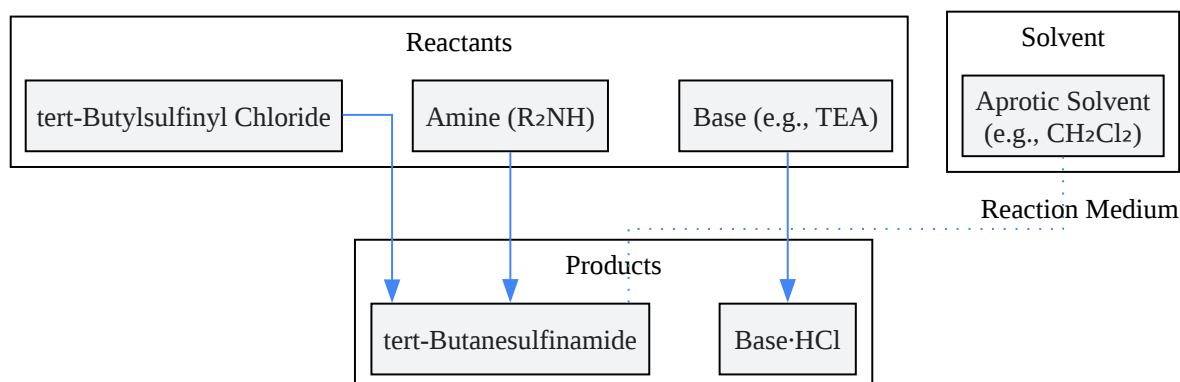 Reactants
Solvent
tert-Butylsulfinyl Chloride
Amine (R₂NH)
Base (e.g., TEA)
Aprotic Solvent
(e.g., CH₂Cl₂)
Reaction Medium
Products
tert-Butanesulfinamide
Base·HCl